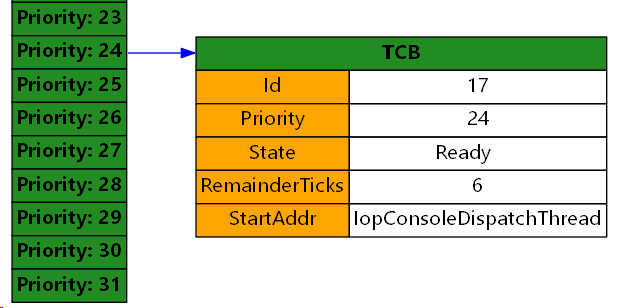 Priority: 23
Priority: 24
Priority: 25
Priority: 26
Priority: 27
Priority: 28
Priority: 29
Priority: 30
Priority: 31
TCB
Id 17
Priority 24
State Ready
RemainderTicks 6
StartAddr IopConsoleDispatchThread